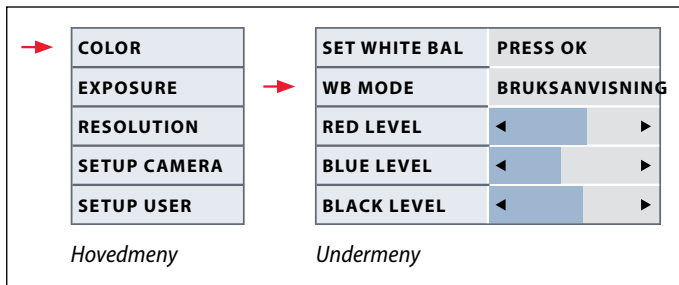 COLOR
EXPOSURE
RESOLUTION
SETUP CAMERA
SETUP USER
Hovedmeny
SET WHITE BAL PRESS OK
WB MODE BRUKSANVISNING
RED LEVEL
BLUE LEVEL
BLACK LEVEL
Undermeny